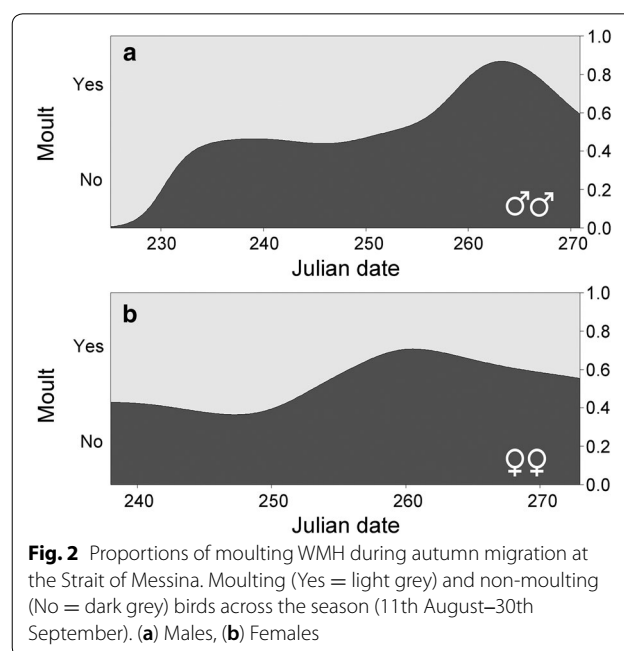 a
Yes
No
Moult
1.0
0.8
0.6
0.4
0.2
0.0
♂♂
230 240 250 260 270
Julian date
b
Yes
No
Moult
1.0
0.8
0.6
0.4
0.2
0.0
♀♀
240 250 260 270
Julian date
Fig. 2 Proportions of moulting WMH during autumn migration at
the Strait of Messina. Moulting (Yes = light grey) and non-moulting
(No = dark grey) birds across the season (11th August–30th
September). (a) Males, (b) Females